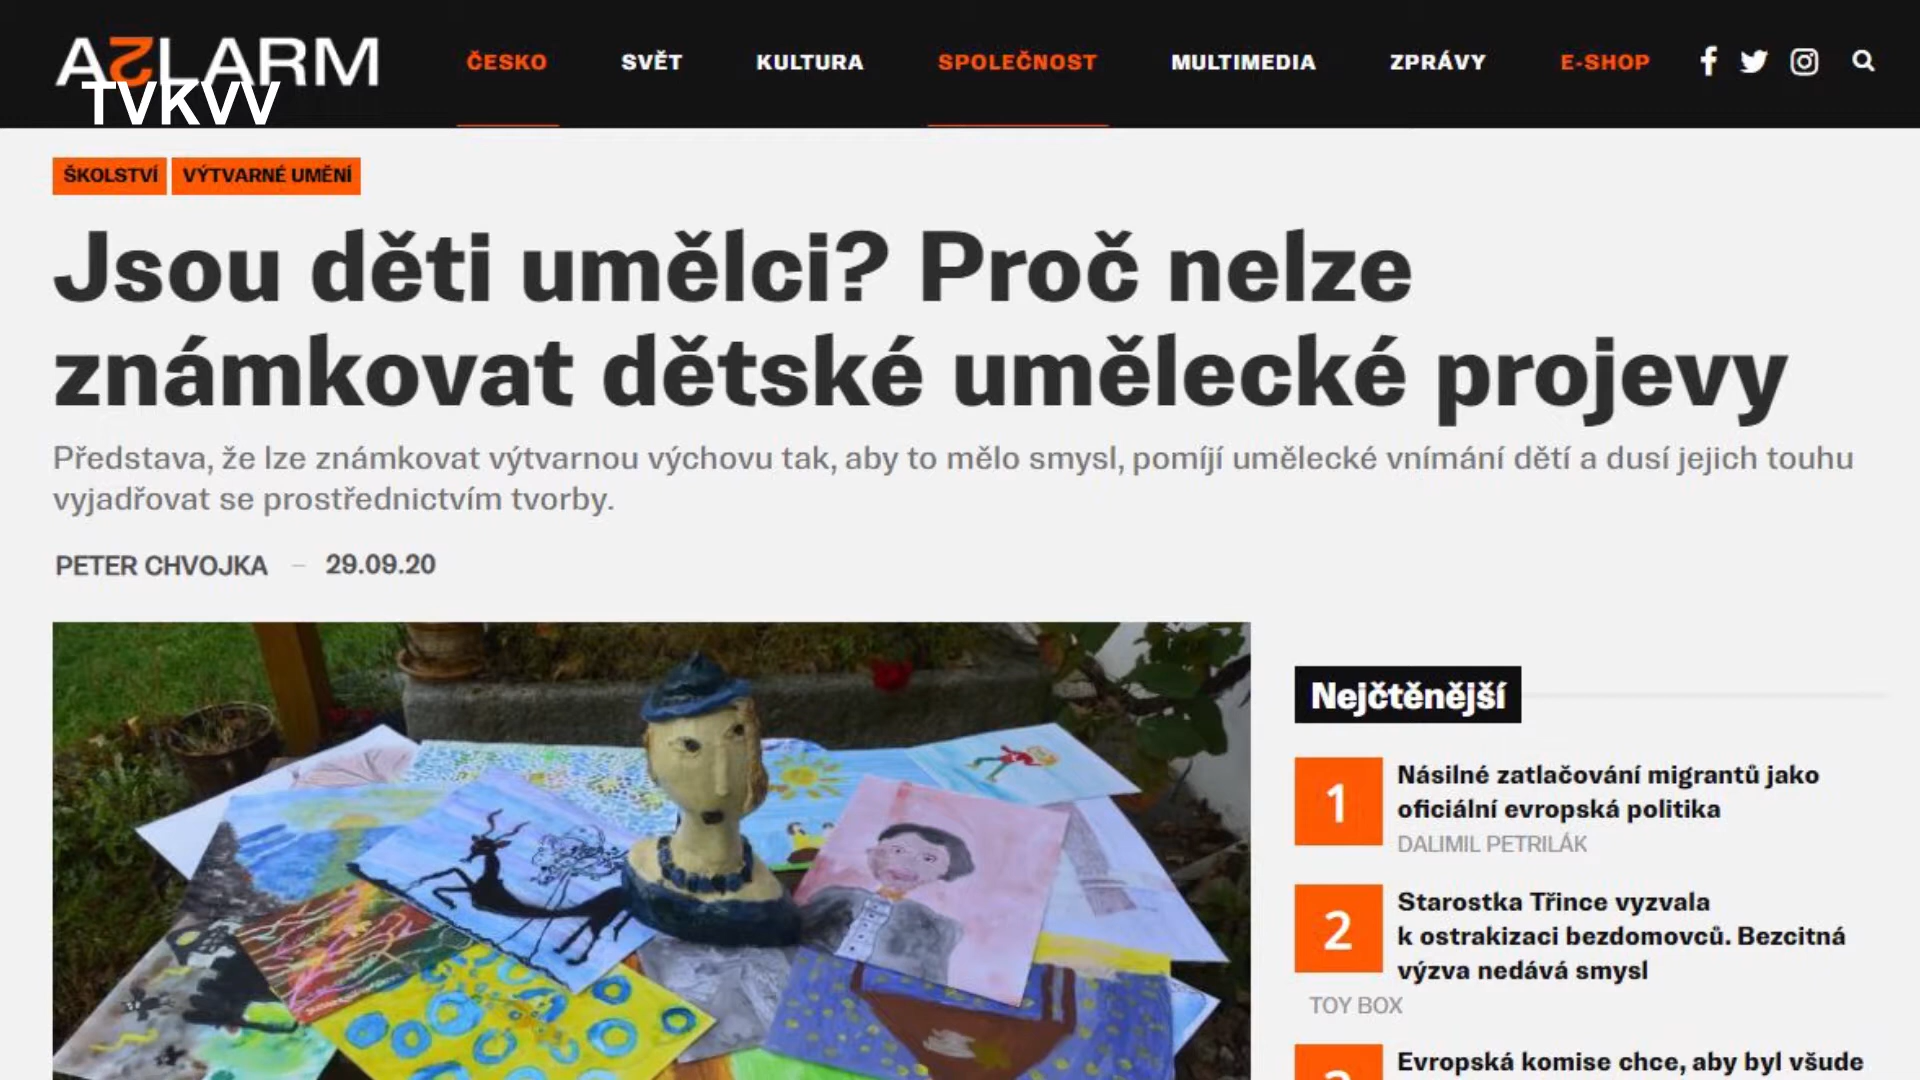 A2LARM
TVKVV
ČESKO SVĚT KULTURA SPOLEČNOST MULTIMEDIA ZPRÁVY E-SHOP
ŠKOLSTVÍ VÝTVARNÉ UMĚNÍ
Jsou děti umělci? Proč nelze
známkovat dětské umělecké projevy
Představa, že lze známkovat výtvarnou výchovu tak, aby to mělo smysl, pomíjí umělecké vnímání dětí a dusí jejich touhu
vyjadřovat se prostřednictvím tvorby.
PETER CHVOJKA – 29.09.20
Nejčtěnější
1
Násilné zatlačování migrantů jako
oficiální evropská politika
DALIMIL PETRILÁK
2
Starostka Třince vyzvala
k ostrakizaci bezdomovců. Bezcitná
výzva nedává smysl
TOY BOX
3
Evropská komise chce, aby byl všude